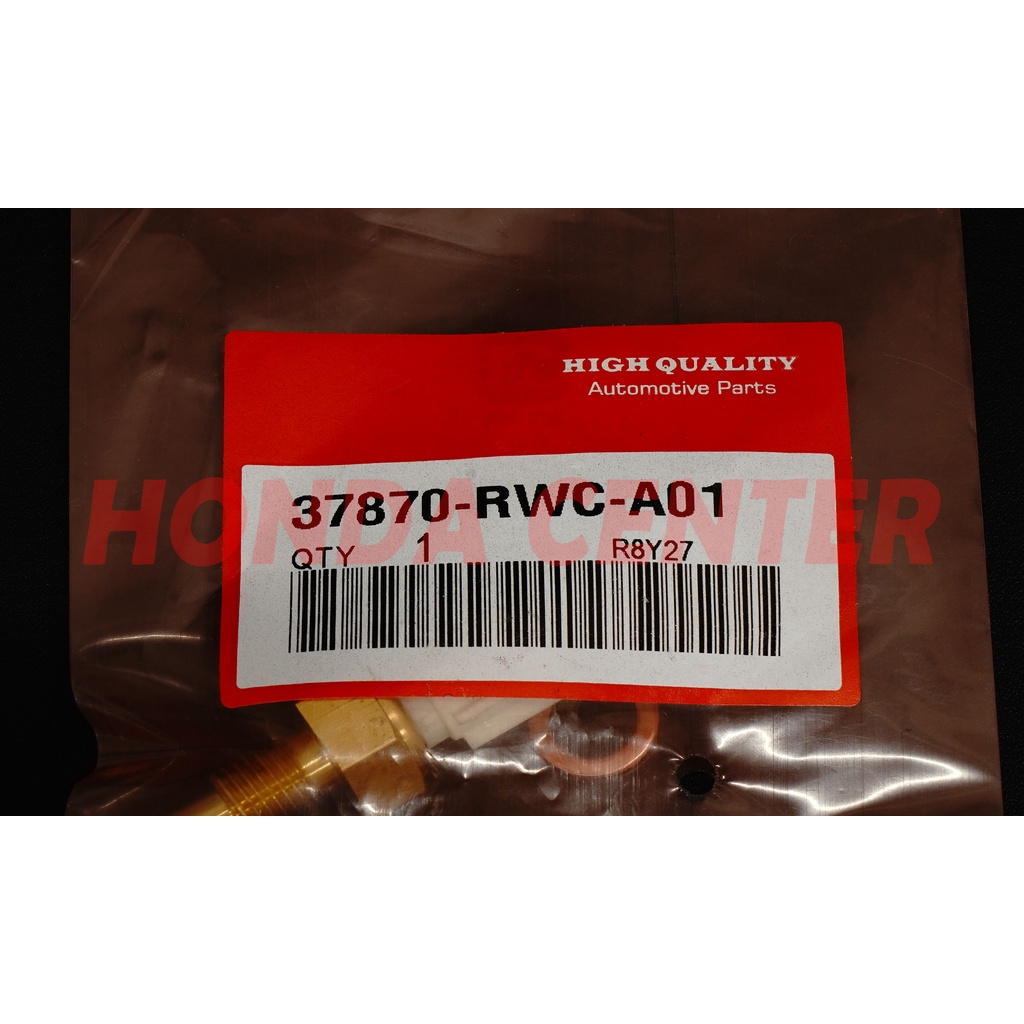 HIGH QUALITY
Automotive Parts
37870-RWC-A01
HONDA CENTER
QTY 1 R8Y27